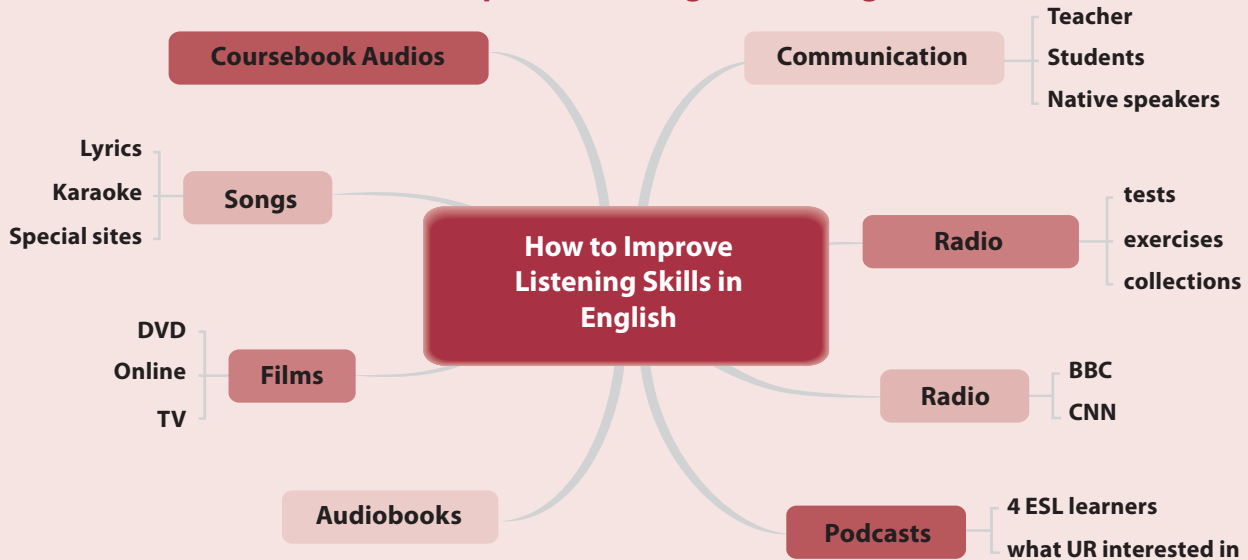 Coursebook Audios
Communication
Teacher
Students
Native speakers
Lyrics
Karaoke
Special sites
Songs
How to Improve
Listening Skills in
English
Radio
tests
exercises
collections
DVD
Online
TV
Films
Radio
BBC
CNN
Audiobooks
Podcasts
4 ESL learners
what UR interested in